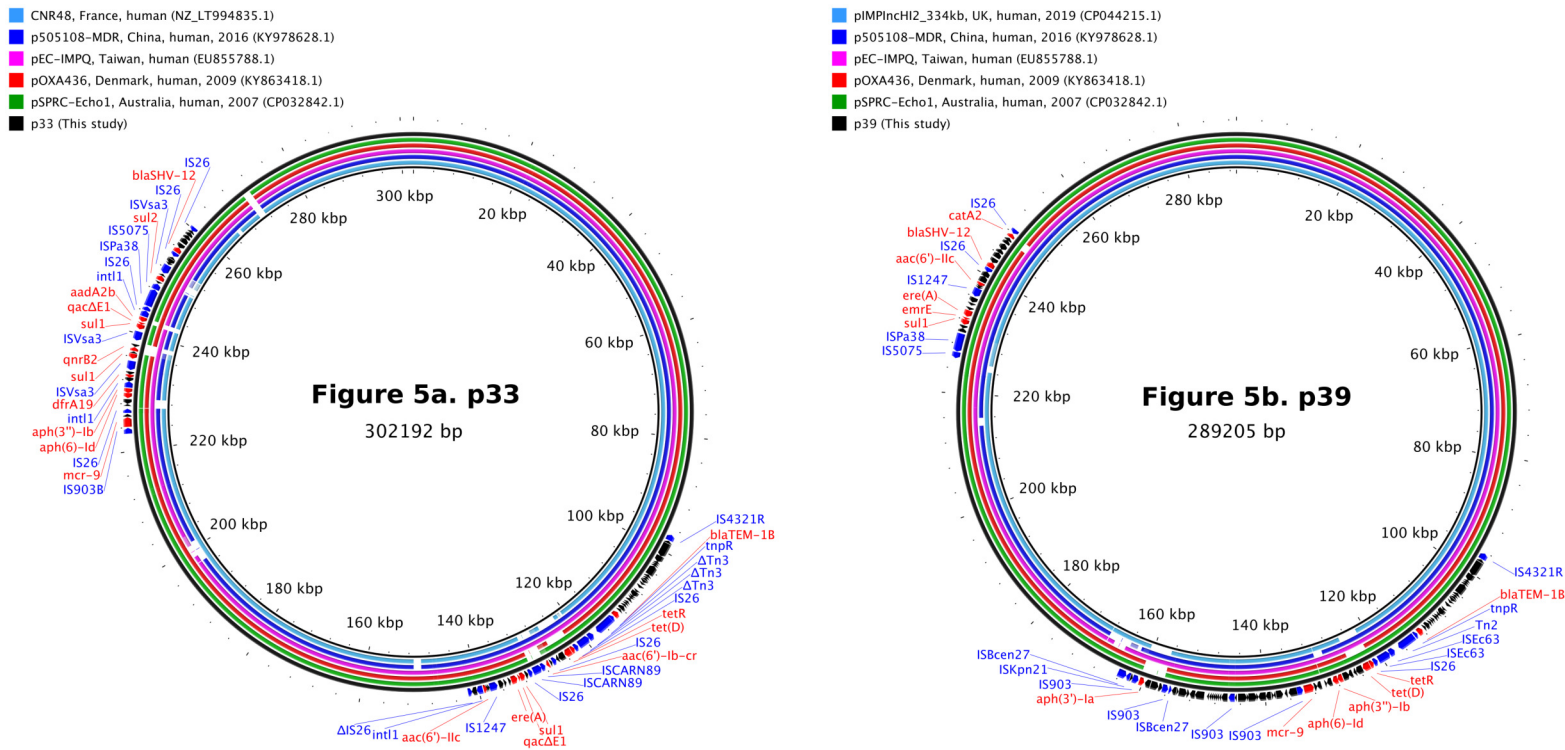 CNR48, France, human (NZ_LT994835.1)
p505108-MDR, China, human, 2016 (KY978628.1)
pEC-IMPQ, Taiwan, human (EU855788.1)
pOXA436, Denmark, human, 2009 (KY863418.1)
pSPRC-Echo1, Australia, human, 2007 (CP032842.1)
p33 (This study)
IS26
blaSHV-12
IS26
ISVsa3
sul2
IS5075
ISPa38
IS26
intI1
aadA2b
qacΔE1
sul1
ISVsa3
qnrB2
sul1
ISVsa3
dfrA19
intI1
aph(3'')-Ib
aph(6)-Id
IS26
mcr-9
IS903B
300 kbp
20 kbp
40 kbp
60 kbp
80 kbp
100 kbp
120 kbp
140 kbp
160 kbp
180 kbp
200 kbp
220 kbp
240 kbp
260 kbp
280 kbp
Figure 5a. p33
302192 bp
IS4321R
blaTEM-1B
tnpR
ΔTn3
ΔTn3
ΔTn3
IS26
tetR
tet(D)
IS26
aac(6')-Ib-cr
ISCARN89
ISCARN89
IS26
sul1
qacΔE1
ere(A)
IS1247
aac(6')-IIc
intI1
ΔIS26
pIMPIncHI2_334kb, UK, human, 2019 (CP044215.1)
p505108-MDR, China, human, 2016 (KY978628.1)
pEC-IMPQ, Taiwan, human (EU855788.1)
pOXA436, Denmark, human, 2009 (KY863418.1)
pSPRC-Echo1, Australia, human, 2007 (CP032842.1)
p39 (This study)
IS26
catA2
blaSHV-12
IS26
aac(6')-IIc
IS1247
ere(A)
emrE
sul1
ISPa38
IS5075
280 kbp
20 kbp
40 kbp
60 kbp
80 kbp
100 kbp
120 kbp
140 kbp
160 kbp
180 kbp
200 kbp
220 kbp
240 kbp
260 kbp
Figure 5b. p39
289205 bp
IS4321R
blaTEM-1B
tnpR
Tn2
ISEc63
ISEc63
IS26
tetR
tet(D)
aph(3'')-Ib
aph(6)-Id
mcr-9
IS903
IS903
ISBcen27
IS903
aph(3')-Ia
IS903
ISKpn21
ISBcen27